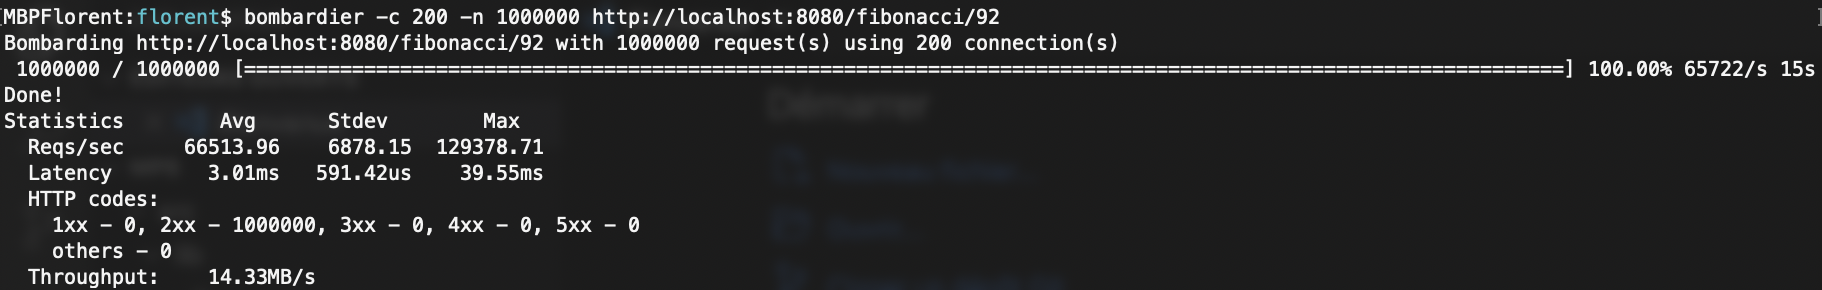 [MBPFlorent:florent$ bombardier -c 200 -n 1000000 http://localhost:8080/fibonacci/92 ]
Bombarding http://localhost:8080/fibonacci/92 with 1000000 request(s) using 200 connection(s)
1000000 / 1000000 [==============================================================================================================] 100.00% 65722/s 15s
Done!
Statistics        Avg      Stdev        Max
  Reqs/sec     66513.96    6878.15  129378.71
  Latency        3.01ms   591.42us    39.55ms
  HTTP codes:
    1xx - 0, 2xx - 1000000, 3xx - 0, 4xx - 0, 5xx - 0
    others - 0
  Throughput:    14.33MB/s
Démarrer